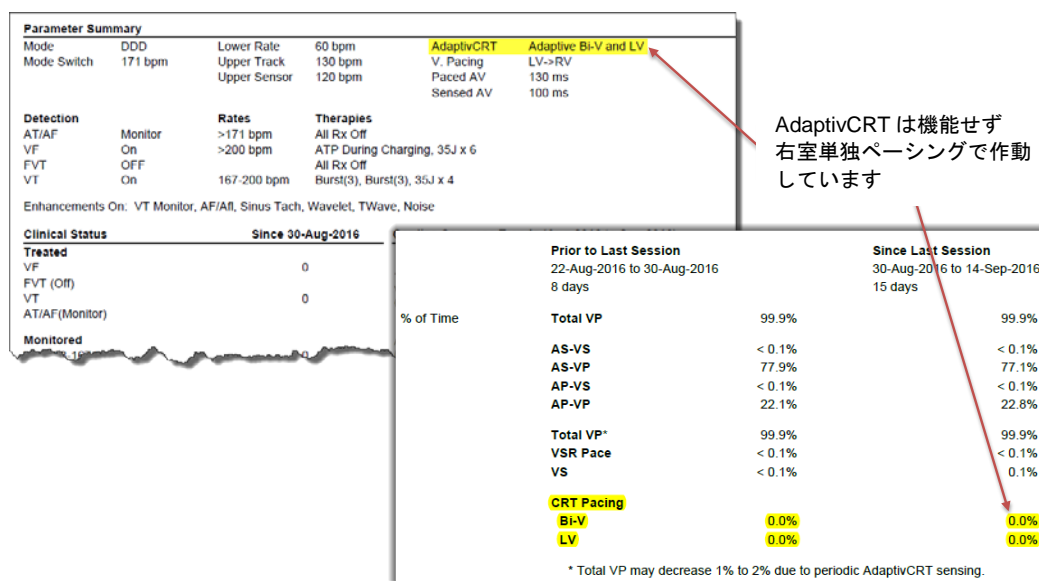 Parameter Summary
Mode DDD Lower Rate 60 bpm AdaptivCRT Adaptive Bi-V and LV
Mode Switch 171 bpm Upper Track 130 bpm V. Pacing LV->RV
Upper Sensor 120 bpm Paced AV 130 ms
Sensed AV 100 ms
Detection Rates Therapies
AT/AF Monitor >171 bpm All Rx Off
VF On >200 bpm ATP During Charging, 35J x 6
FVT OFF All Rx Off
VT On 167-200 bpm Burst(3), Burst(3), 35J x 4
Enhancements On: VT Monitor, AF/Afl, Sinus Tach, Wavelet, TWave, Noise
Clinical Status Since 30-Aug-2016
Treated
VF 0
FVT (Off)
VT 0
AT/AF(Monitor)
Monitored
AdaptivCRT は機能せず
右室単独ペーシングで作動
しています
Prior to Last Session Since Last Session
22-Aug-2016 to 30-Aug-2016 30-Aug-2016 to 14-Sep-2016
8 days 15 days
% of Time Total VP 99.9% 99.9%
AS-VS < 0.1% < 0.1%
AS-VP 77.9% 77.1%
AP-VS < 0.1% < 0.1%
AP-VP 22.1% 22.8%
Total VP* 99.9% 99.9%
VSR Pace < 0.1% < 0.1%
VS < 0.1% 0.1%
CRT Pacing
Bi-V 0.0% 0.0%
LV 0.0% 0.0%
* Total VP may decrease 1% to 2% due to periodic AdaptivCRT sensing.